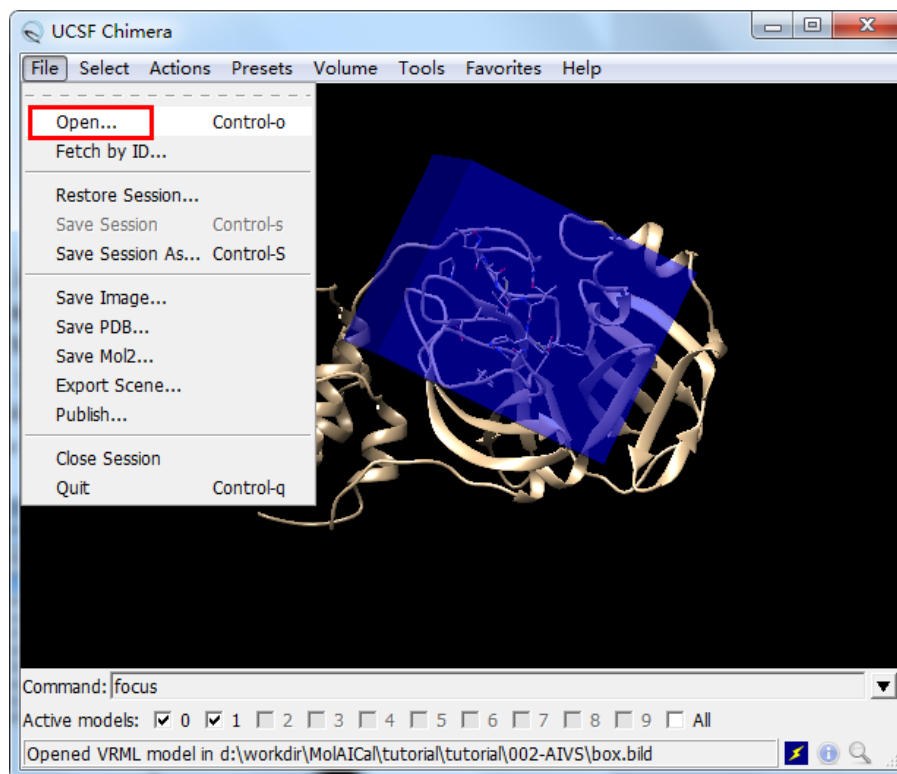 UCSF Chimera
File Select Actions Presets Volume Tools Favorites Help
Open... Control-o
Fetch by ID...
Restore Session...
Save Session Control-s
Save Session As... Control-S
Save Image...
Save PDB...
Save Mol2...
Export Scene...
Publish...
Close Session
Quit Control-q
Command: focus
Active models: 0 1 2 3 4 5 6 7 8 9 All
Opened VRML model in d:\workdir\MolAICal\tutorial\tutorial\002-AIVS\box.bild